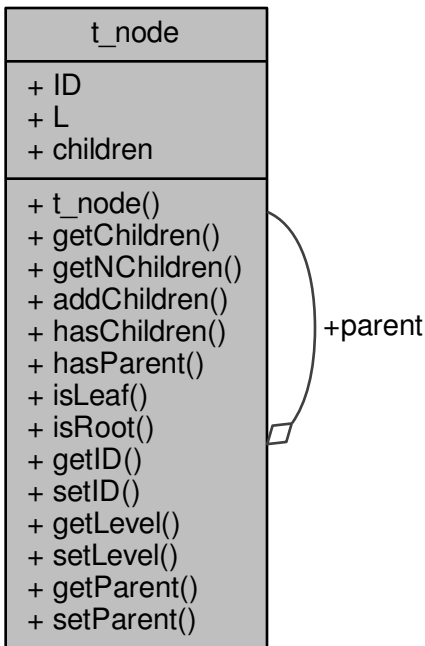 t_node
+ ID
+ L
+ children
+ t_node()
+ getChildren()
+ getNChildren()
+ addChildren()
+ hasChildren()
+ hasParent()
+ isLeaf()
+ isRoot()
+ getID()
+ setID()
+ getLevel()
+ setLevel()
+ getParent()
+ setParent()
+parent